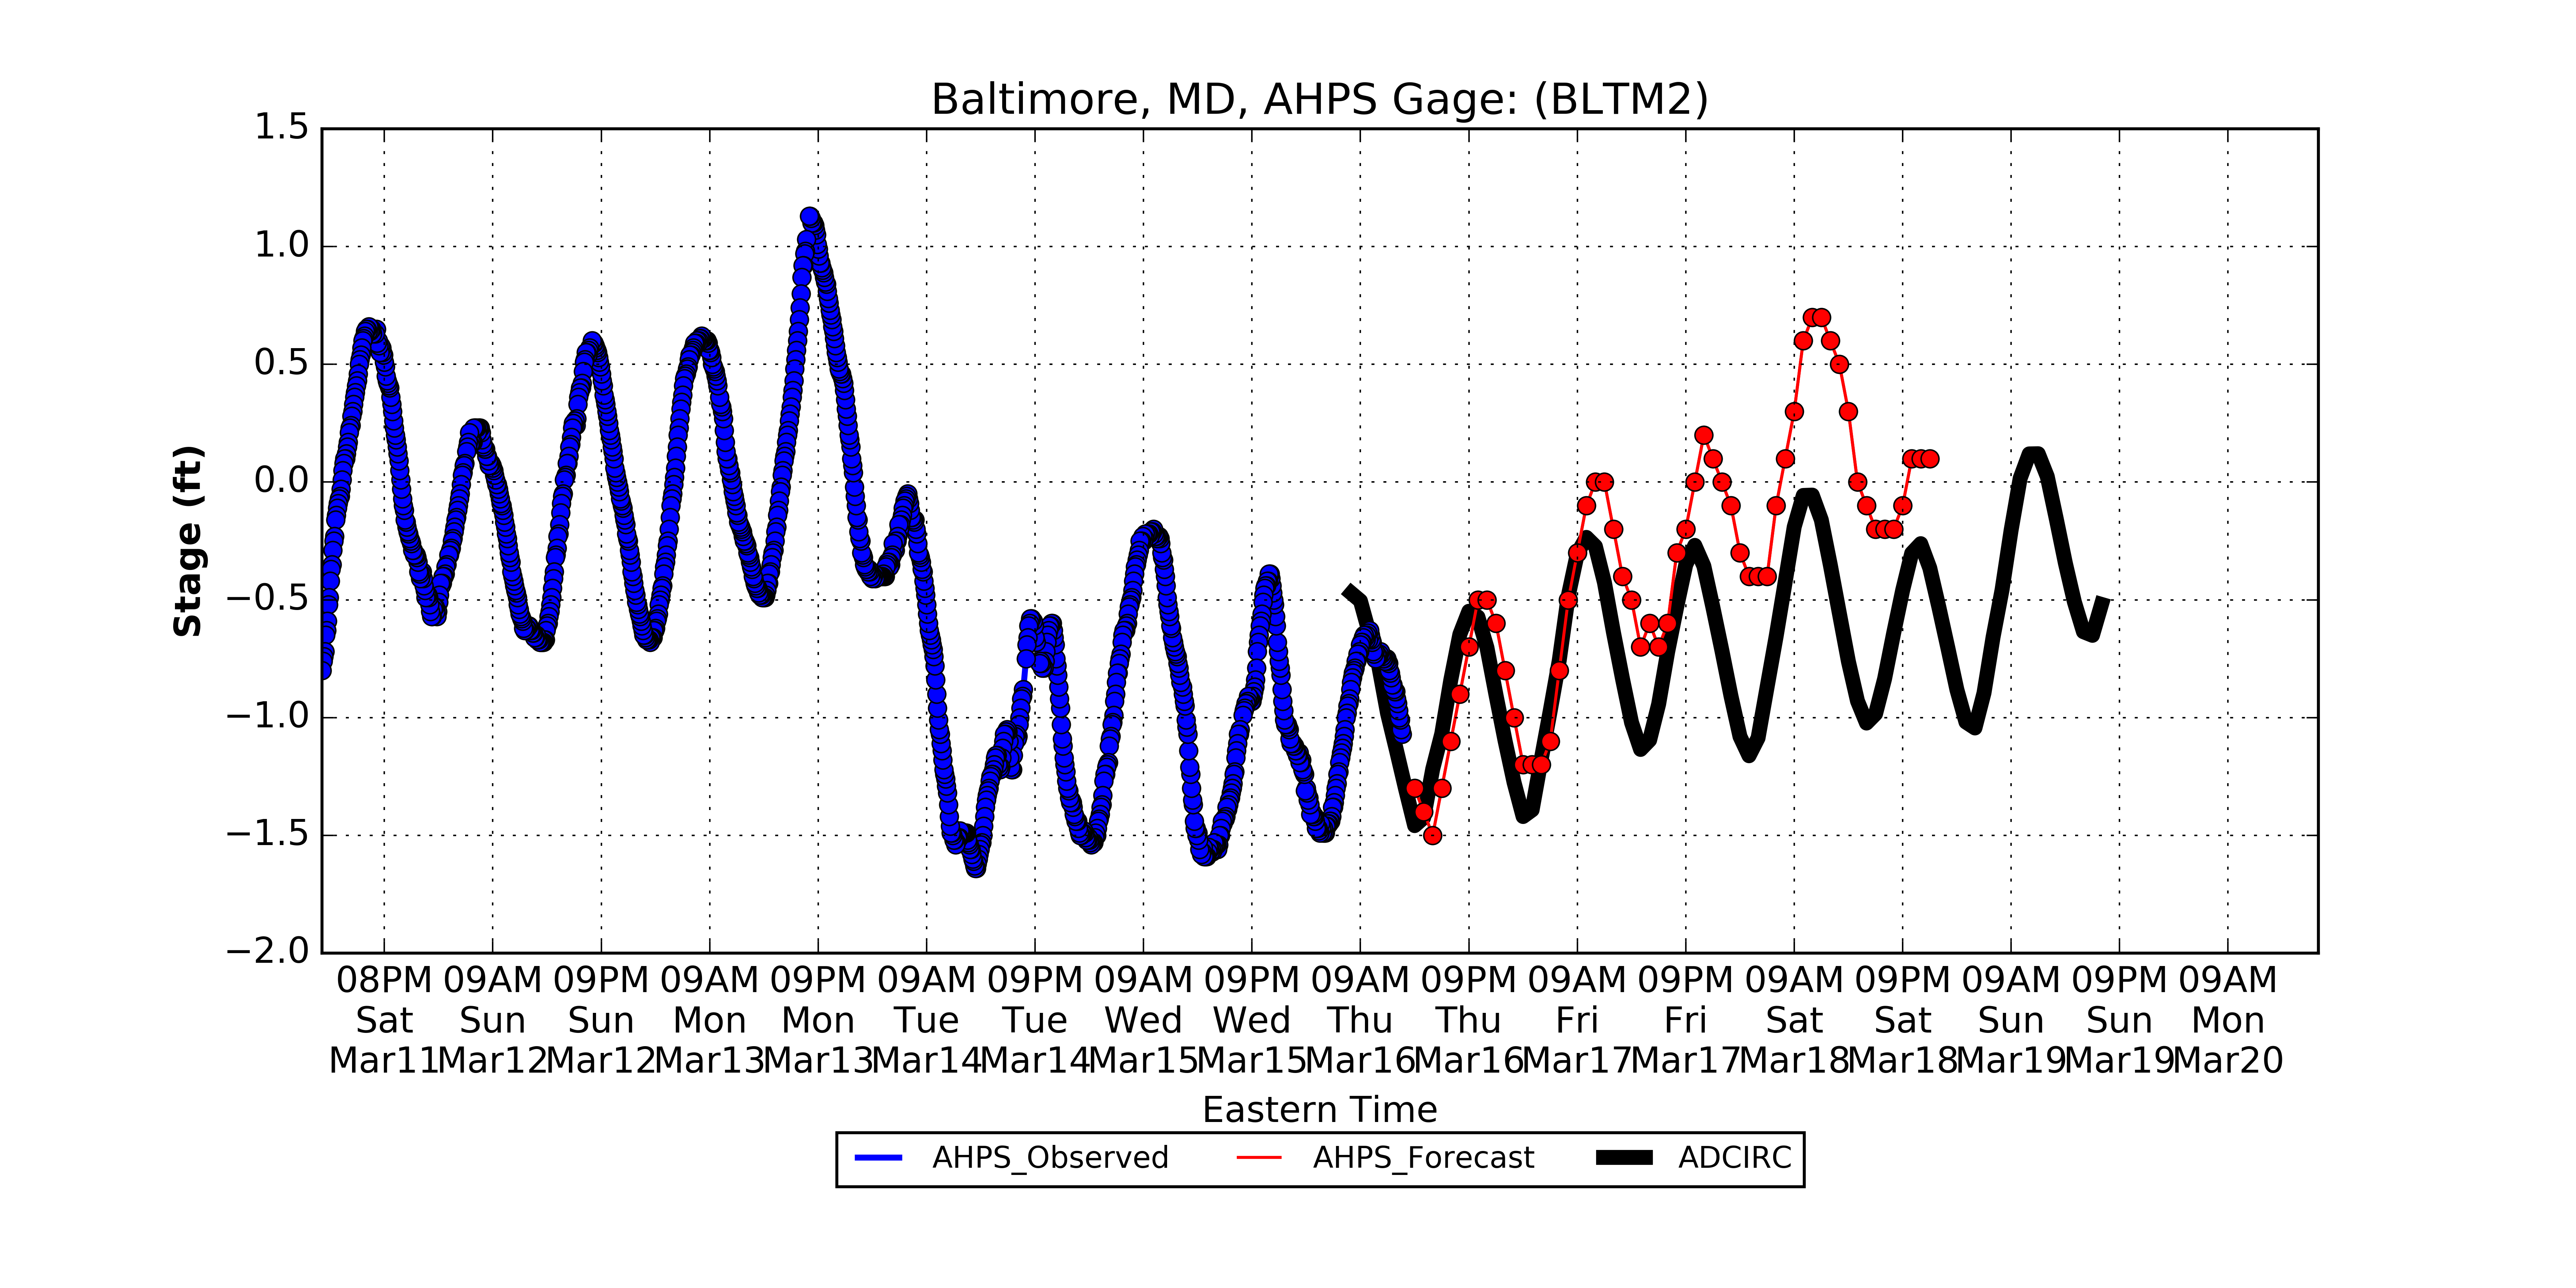 Baltimore, MD, AHPS Gage: (BLTM2)
1.5
1.0
0.5
0.0
−0.5
−1.0
−1.5
−2.0
Stage (ft)
08PM 09AM 09PM 09AM 09PM 09AM 09PM 09AM 09PM 09AM 09PM 09AM 09PM 09AM 09PM 09AM 09PM 09AM
Sat Sun Sun Mon Mon Tue Tue Wed Wed Thu Thu Fri Fri Sat Sat Sun Sun Mon
Mar11 Mar12 Mar12 Mar13 Mar13 Mar14 Mar14 Mar15 Mar15 Mar16 Mar16 Mar17 Mar17 Mar18 Mar18 Mar19 Mar19 Mar20
Eastern Time
AHPS_Observed AHPS_Forecast ADCIRC